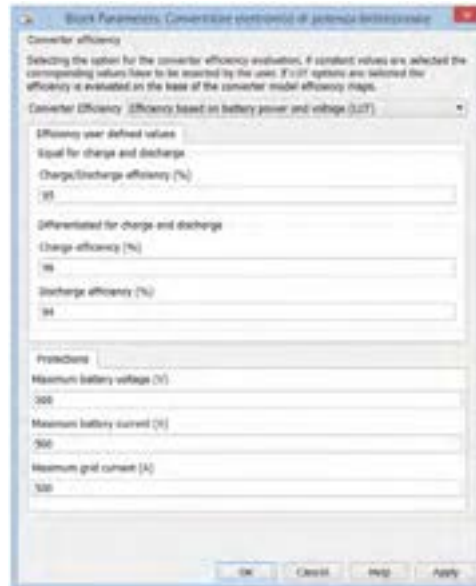 Block Parameters: Convertitore elettronico di potenza bidirezionale
Converter efficiency
Selecting the option for the converter efficiency evaluation, if constant values are selected the
corresponding values have to be inserted by the user. If LUT options are selected the
efficiency is evaluated on the base of the converter model efficiency maps.
Converter Efficiency Efficiency based on battery power and voltage (LUT)
Efficiency user defined values
Equal for charge and discharge
Charge/Discharge efficiency (%)
95
Differentiated for charge and discharge
Charge efficiency (%)
Discharge efficiency (%)
94
Protections
Maximum battery voltage (V)
Maximum battery current (A)
Maximum grid current (A)
500
OK Cancel Help Apply